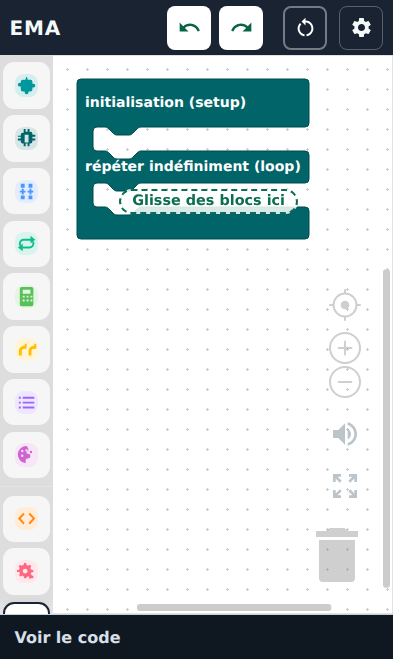 EMA
initialisation (setup)
répéter indéfiniment (loop)
Glisse des blocs ici
Voir le code